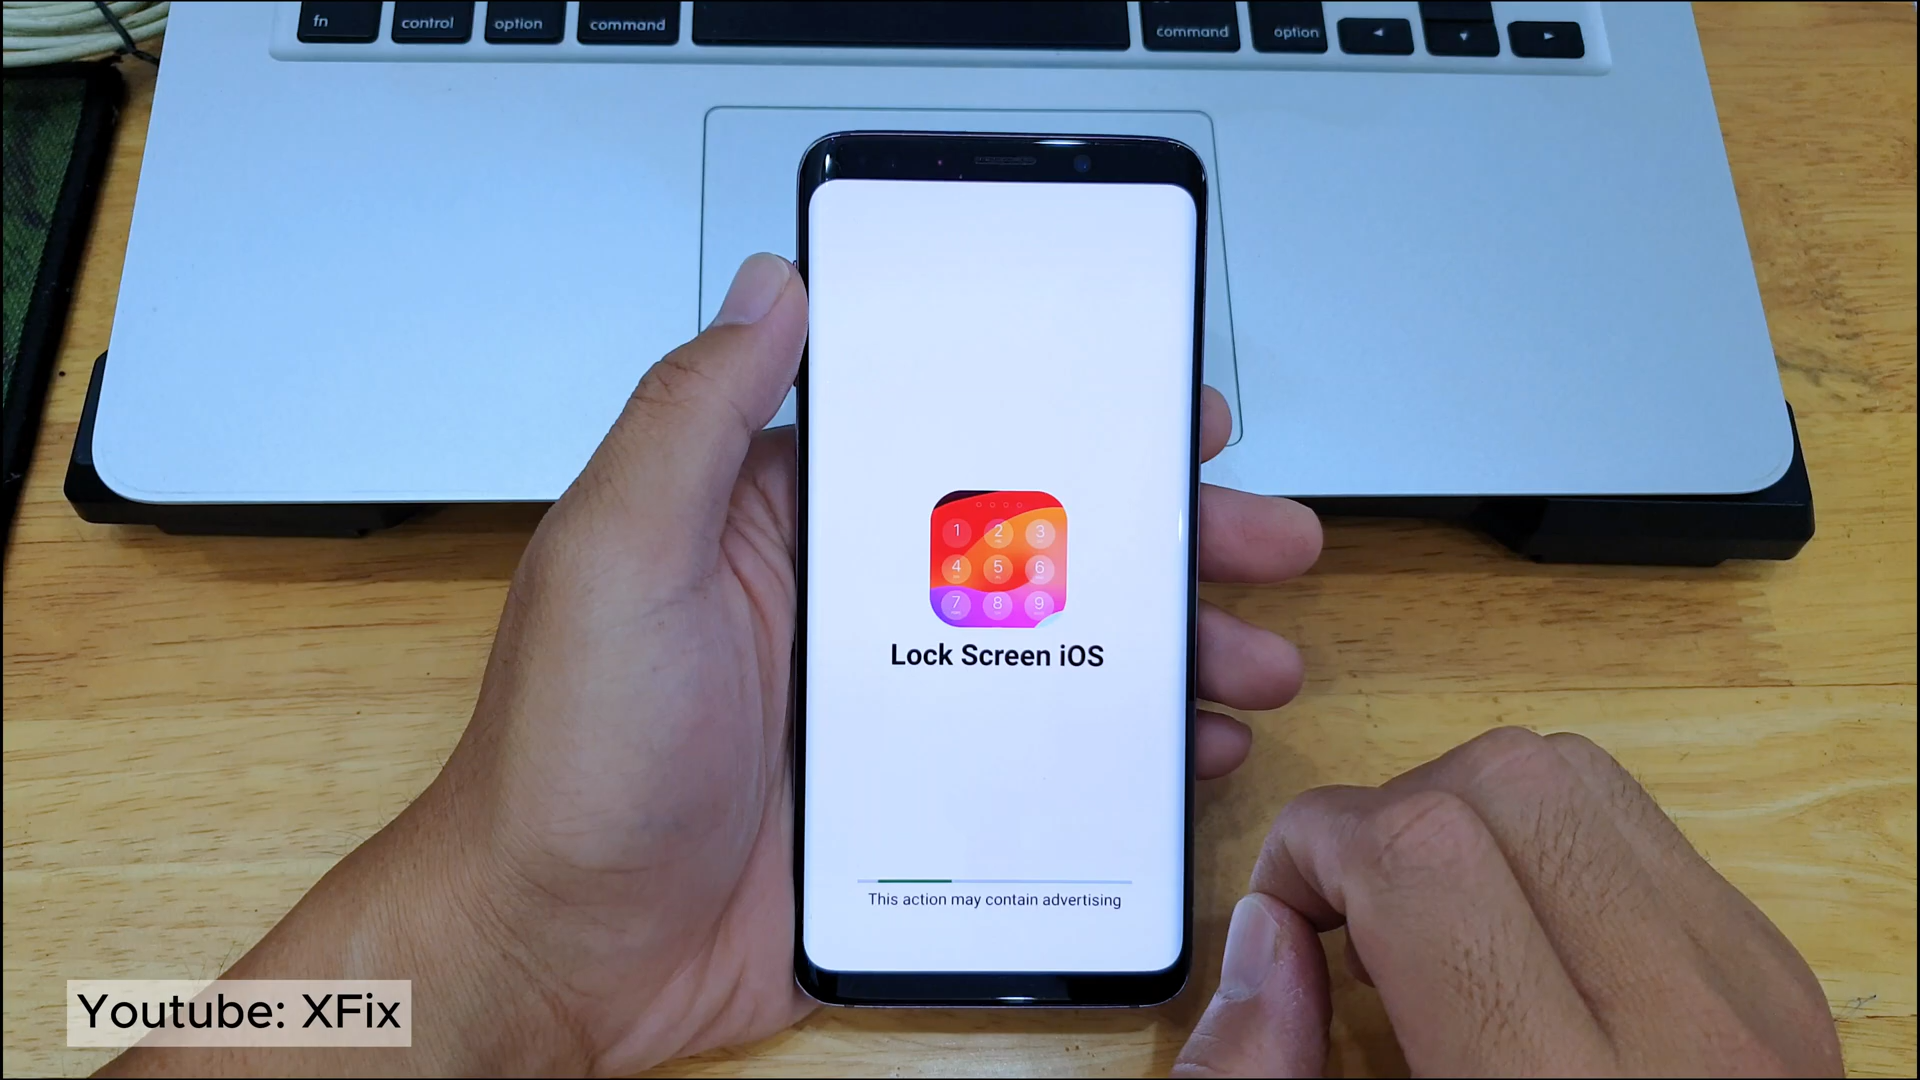 fn
control
option
command
command
option
1
2
3
4
5
6
7
8
9
Lock Screen iOS
This action may contain advertising
Youtube: XFix